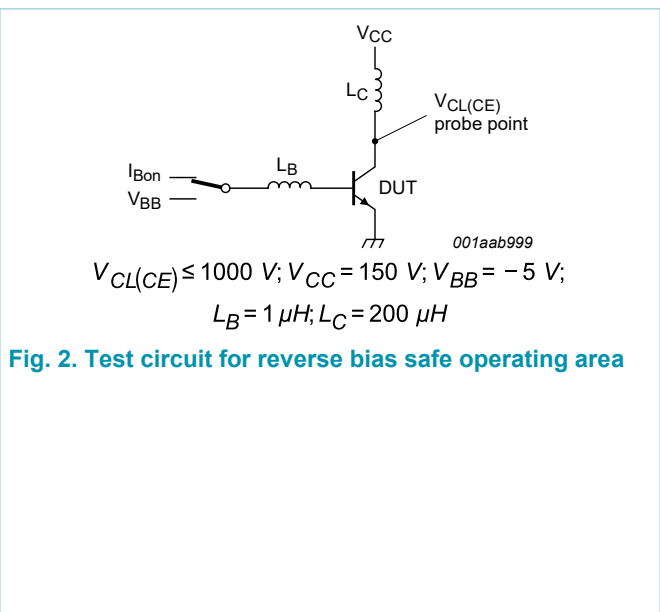 VCC
LC
VCL(CE)
probe point
LB
IBon
DUT
VBB
001aab999
VCL(CE) ≤ 1000 V; VCC = 150 V; VBB = − 5 V;
LB = 1 μH; LC = 200 μH
Fig. 2. Test circuit for reverse bias safe operating area